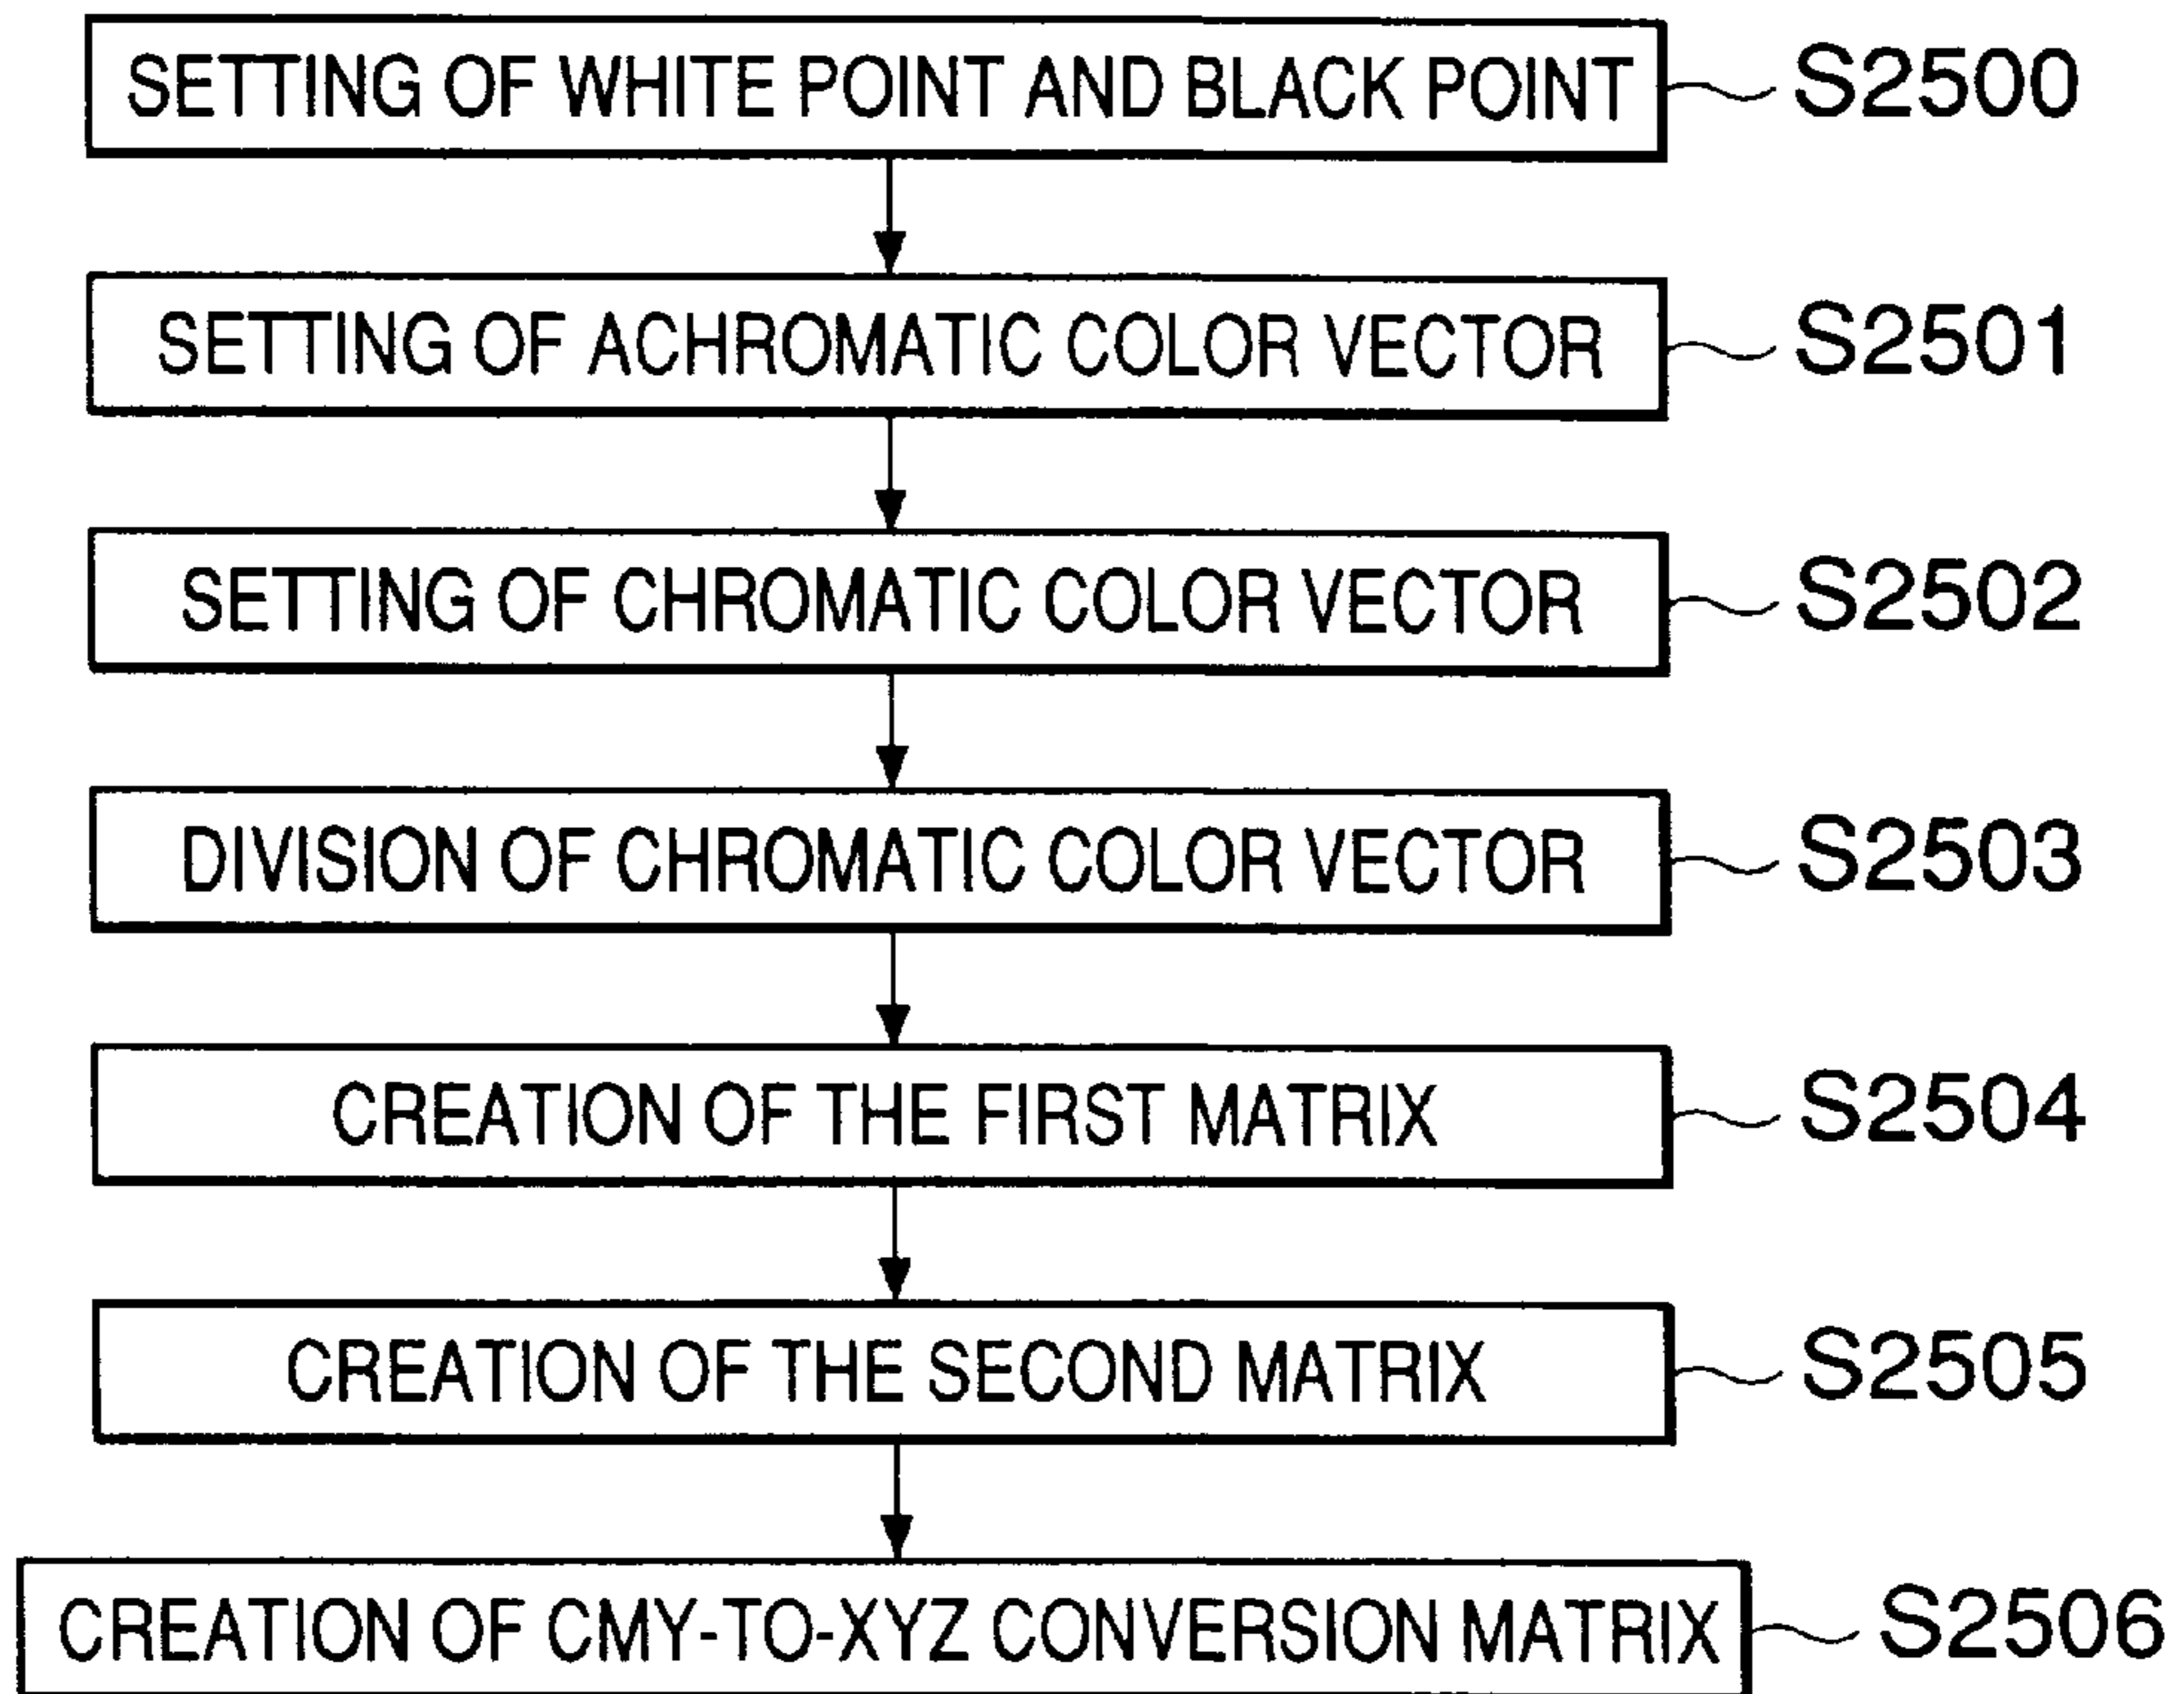 SETTING OF WHITE POINT AND BLACK POINT S2500
SETTING OF ACHROMATIC COLOR VECTOR S2501
SETTING OF CHROMATIC COLOR VECTOR S2502
DIVISION OF CHROMATIC COLOR VECTOR S2503
CREATION OF THE FIRST MATRIX S2504
CREATION OF THE SECOND MATRIX S2505
CREATION OF CMY-TO-XYZ CONVERSION MATRIX S2506